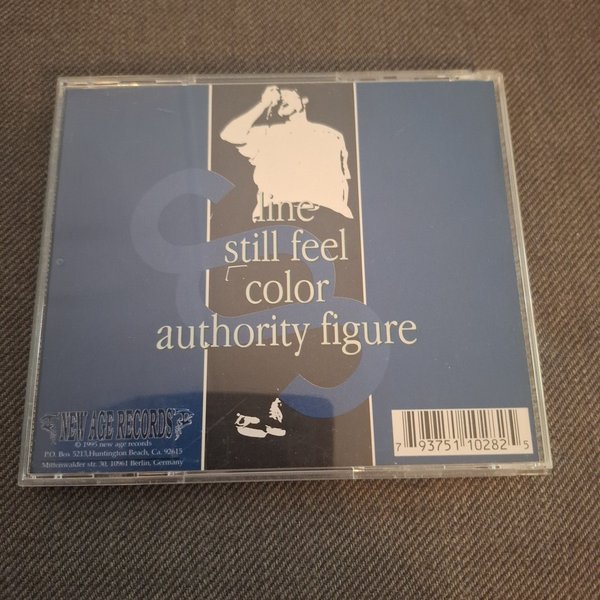 line
still feel
color
authority figure
NEW AGE RECORDS
© 1995 new age records
P.O. Box 5213,Huntington Beach, Ca. 92615
Mittenwalder str. 30, 10961 Berlin, Germany
7 93751 10282 5